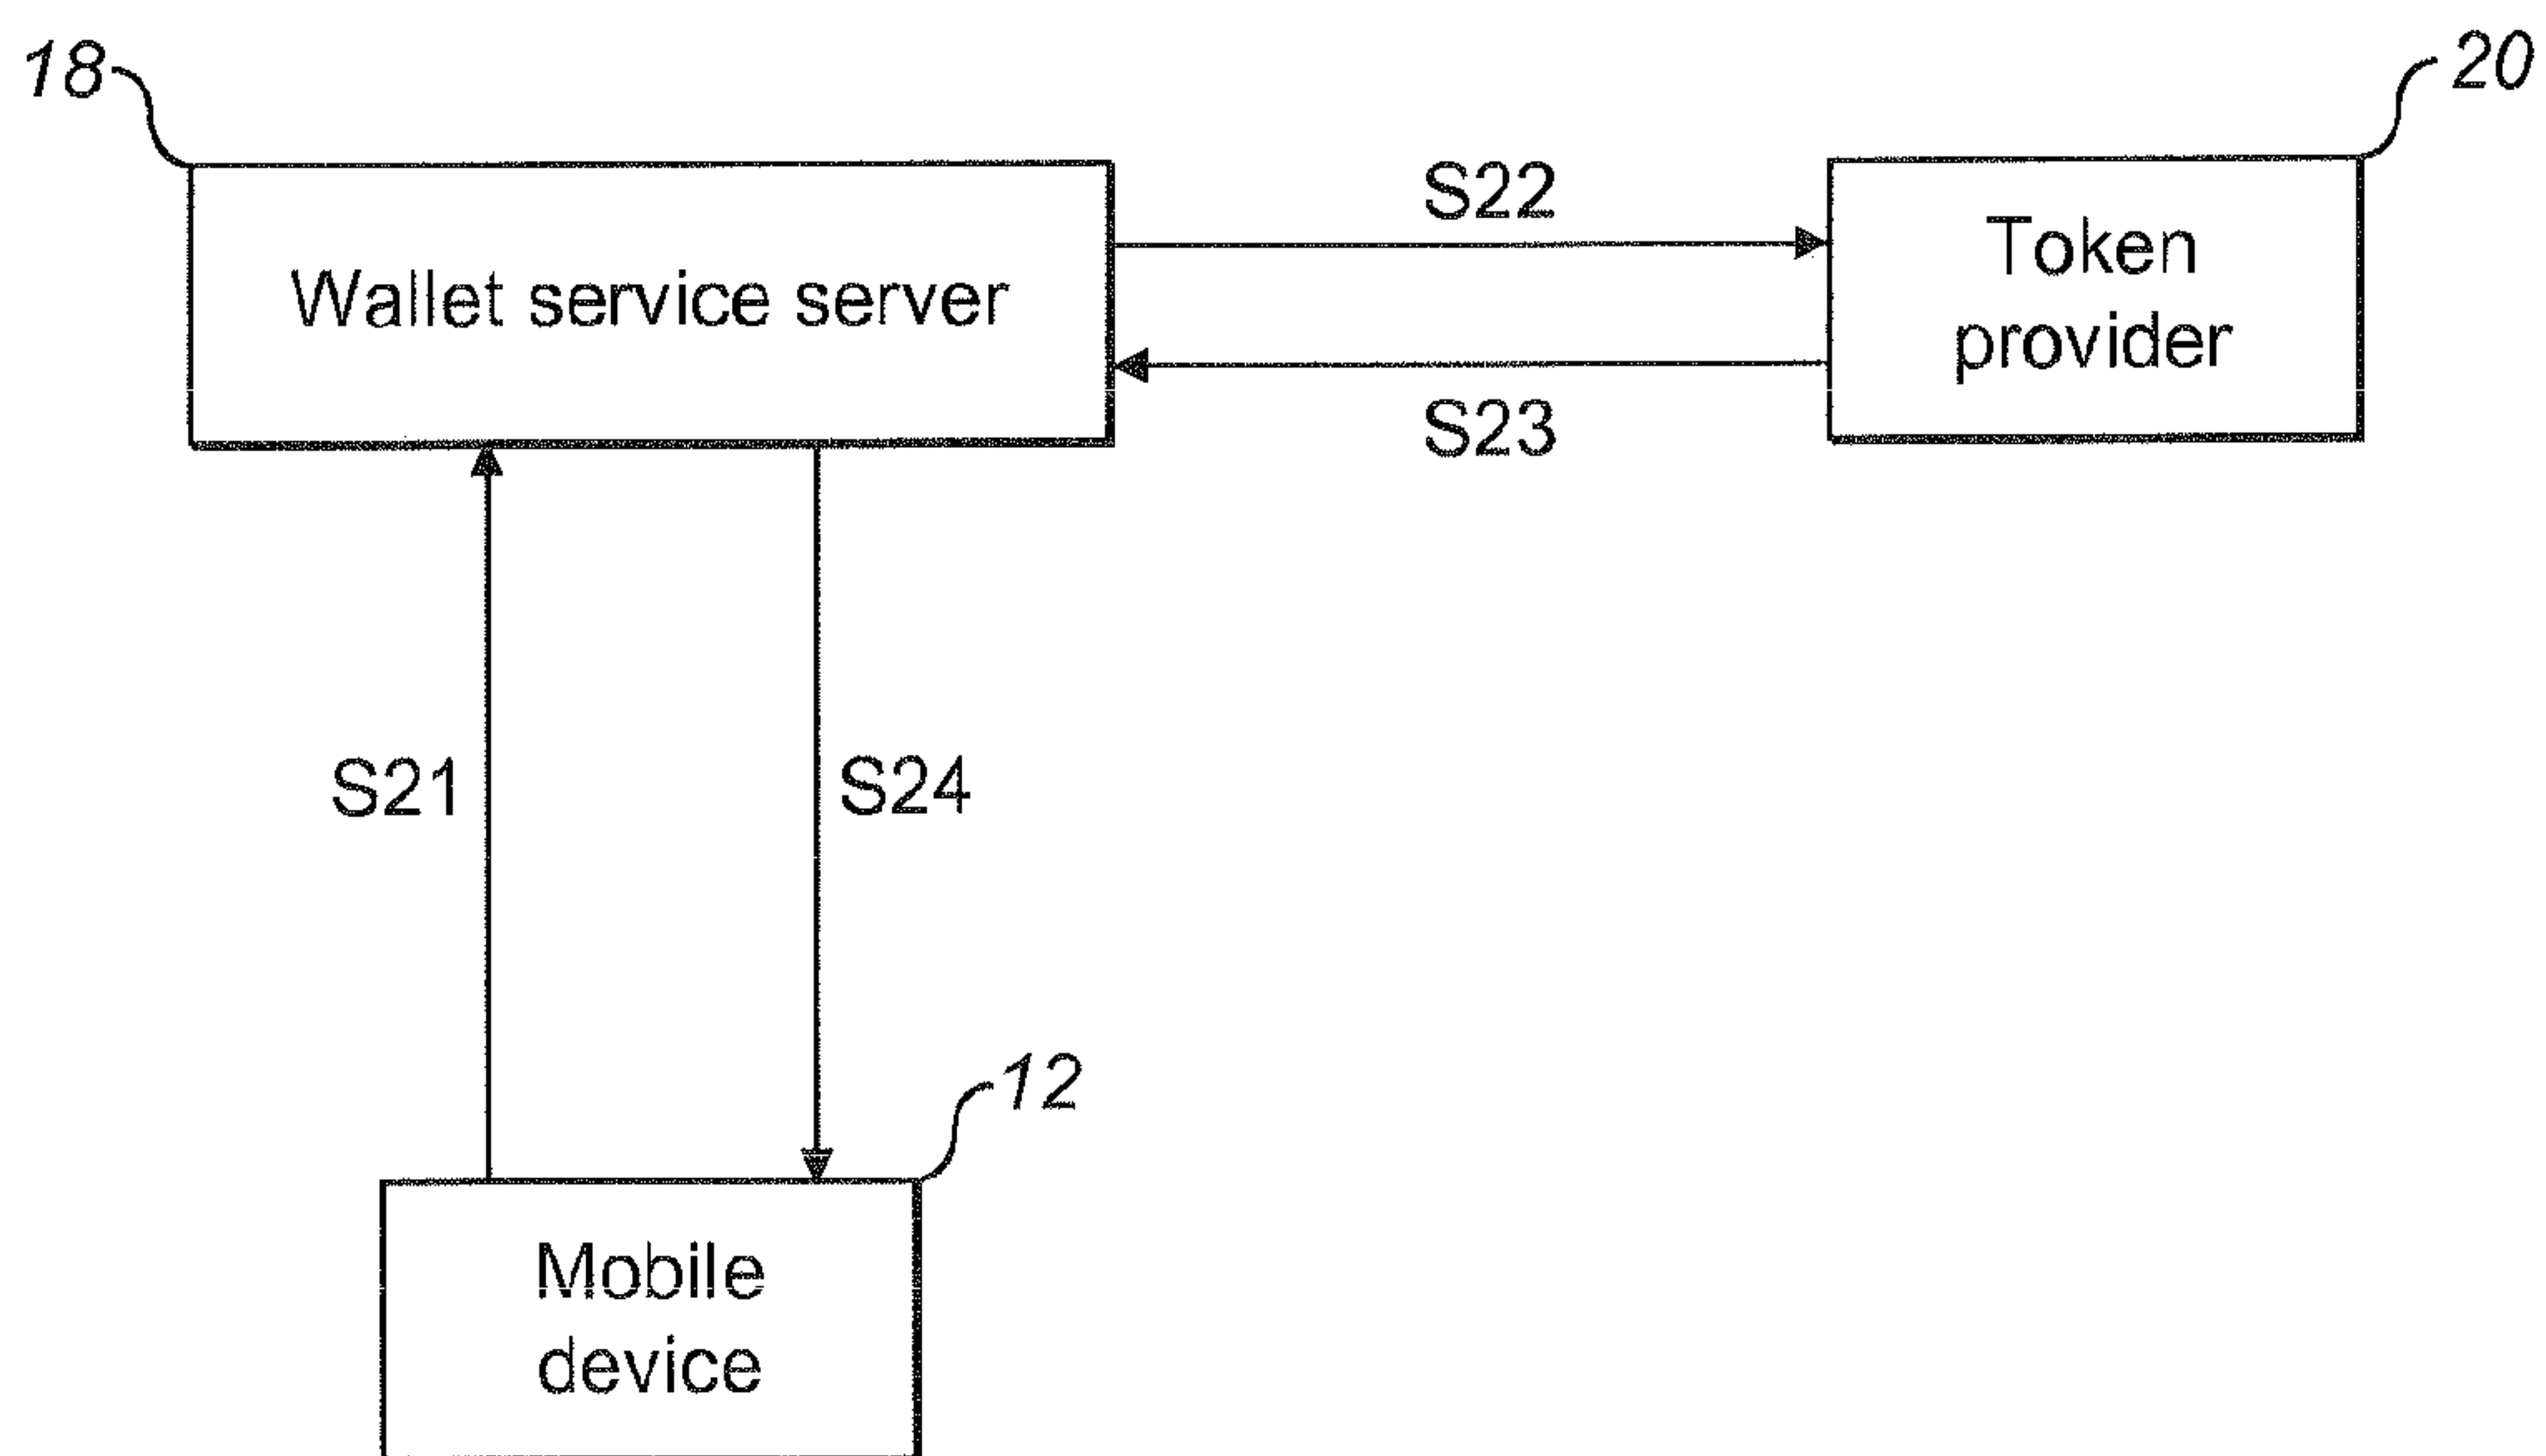 18
20
S22
Wallet service server
Token
provider
S23
S21
S24
12
Mobile
device